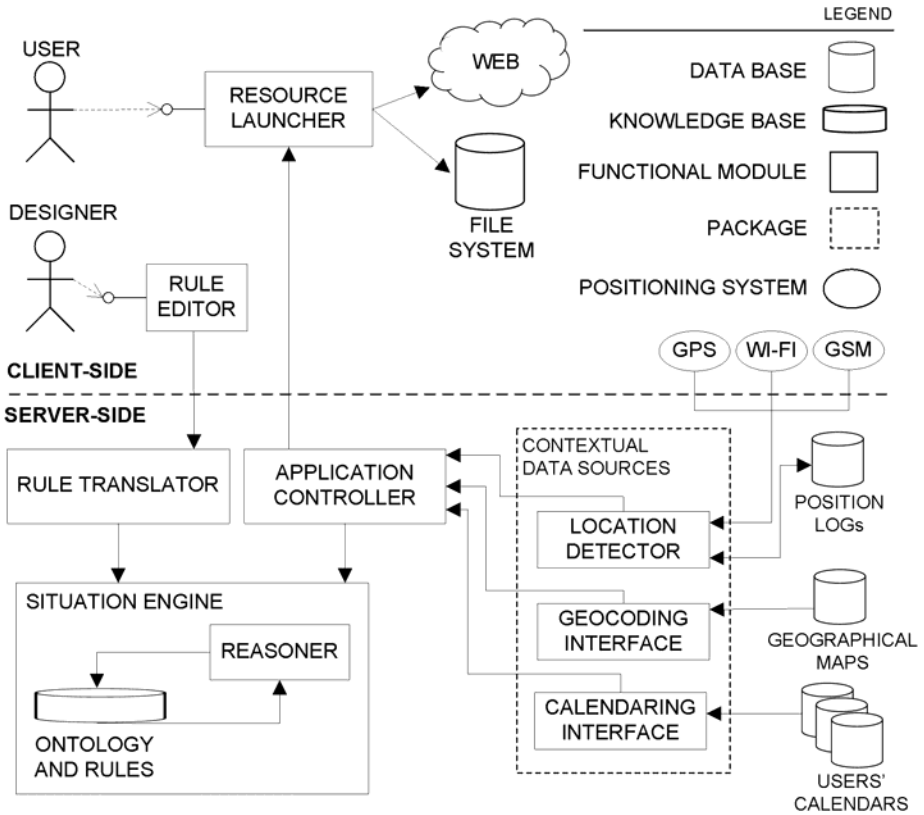 LEGEND
USER
RESOURCE
LAUNCHER
WEB
FILE
SYSTEM
DATA BASE
KNOWLEDGE BASE
FUNCTIONAL MODULE
PACKAGE
POSITIONING SYSTEM
DESIGNER
RULE
EDITOR
GPS
WI-FI
GSM
CLIENT-SIDE
SERVER-SIDE
RULE TRANSLATOR
APPLICATION
CONTROLLER
CONTEXTUAL
DATA SOURCES
LOCATION
DETECTOR
POSITION
LOGs
SITUATION ENGINE
REASONER
ONTOLOGY
AND RULES
GEOCODING
INTERFACE
GEOGRAPHICAL
MAPS
CALENDARING
INTERFACE
USERS'
CALENDARS